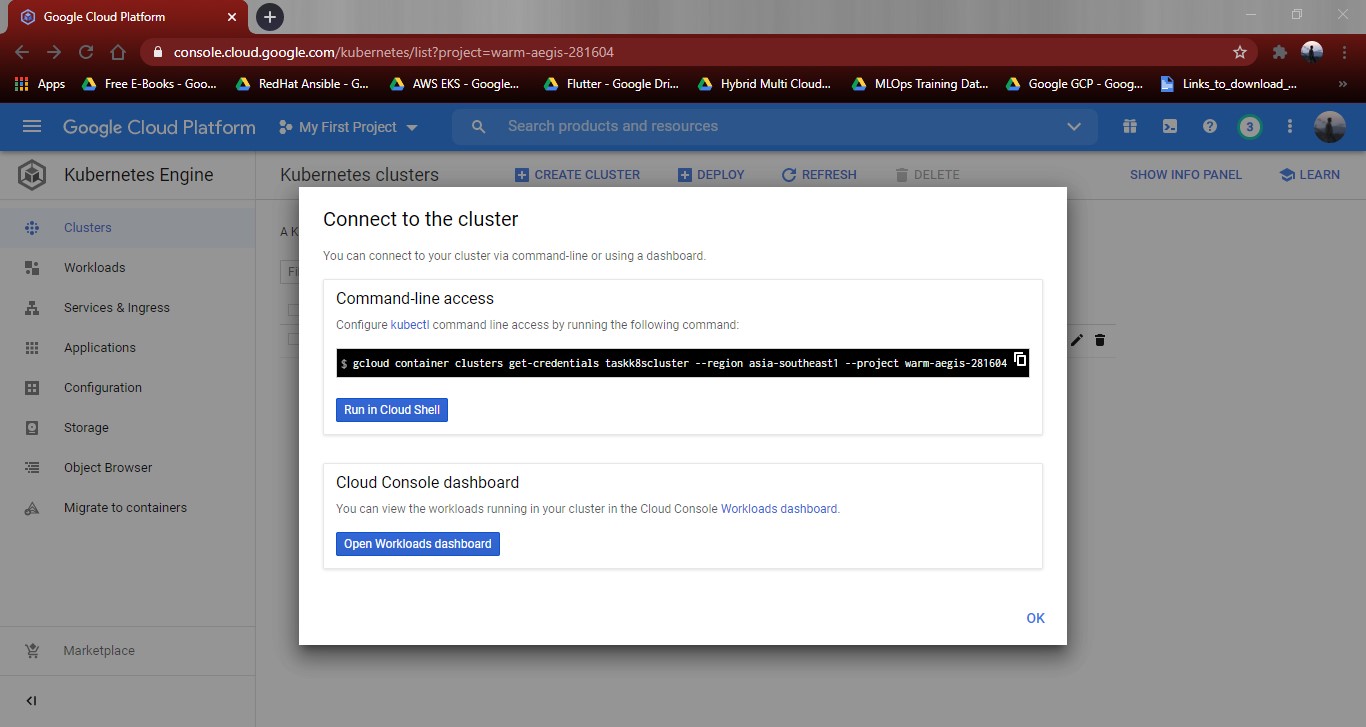 Google Cloud Platform
console.cloud.google.com/kubernetes/list?project=warm-aegis-281604
Apps Free E-Books - Goo... RedHat Ansible - G... AWS EKS - Google... Flutter - Google Dri... Hybrid Multi Cloud... MLOps Training Dat... Google GCP - Goog... Links_to_download_... »
Google Cloud Platform My First Project Search products and resources 3
Kubernetes Engine Kubernetes clusters CREATE CLUSTER DEPLOY REFRESH DELETE SHOW INFO PANEL LEARN
Clusters
Workloads
Services & Ingress
Applications
Configuration
Storage
Object Browser
Migrate to containers
Marketplace
A K
Fi
Connect to the cluster
You can connect to your cluster via command-line or using a dashboard.
Command-line access
Configure kubectl command line access by running the following command:
$ gcloud container clusters get-credentials taskk8scluster --region asia-southeast1 --project warm-aegis-281604
Run in Cloud Shell
Cloud Console dashboard
You can view the workloads running in your cluster in the Cloud Console Workloads dashboard.
Open Workloads dashboard
OK